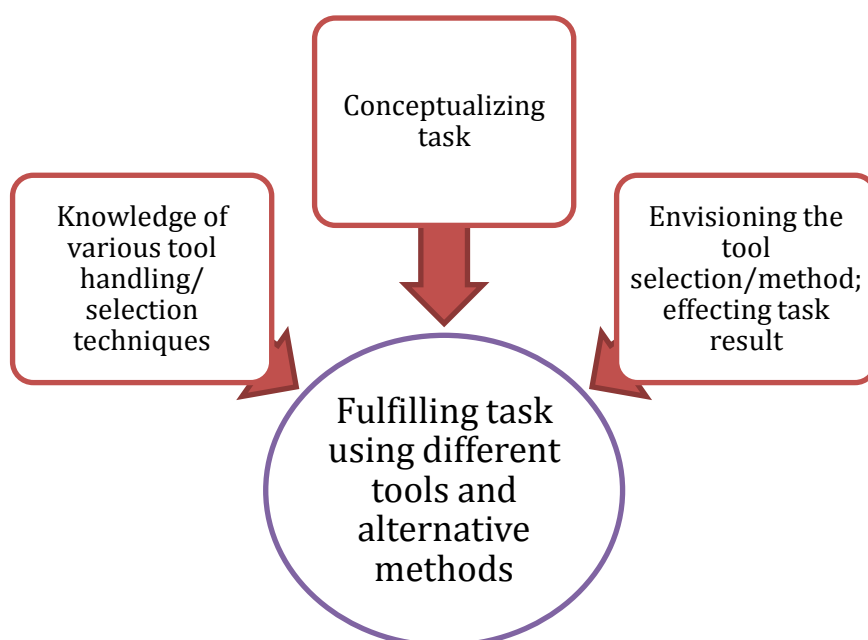 Conceptualizing
task
Knowledge of
various tool
handling/
selection
techniques
Envisioning the
tool
selection/method;
effecting task
result
Fulfilling task
using different
tools and
alternative
methods